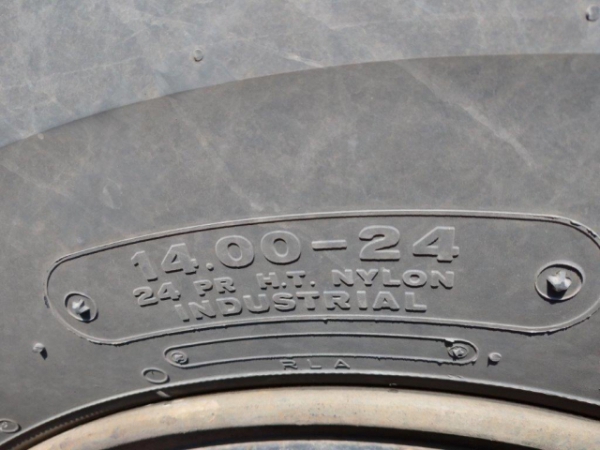 14.00-24
24 PR H.T. NYLON
INDUSTRIAL
RLA